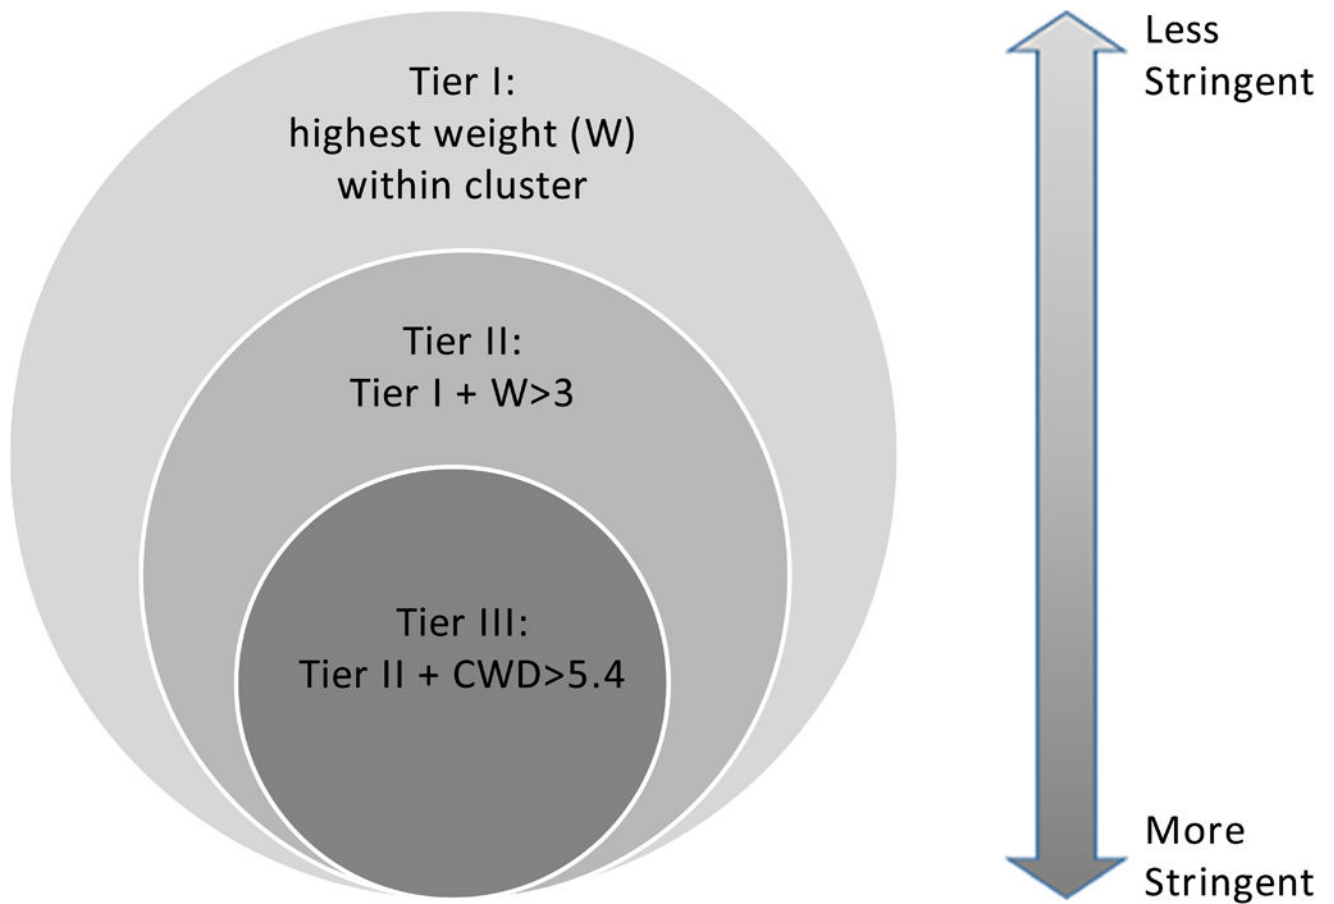 Tier I:
highest weight (W)
within cluster
Tier II:
Tier I + W>3
Tier III:
Tier II + CWD>5.4
Less
Stringent
More
Stringent